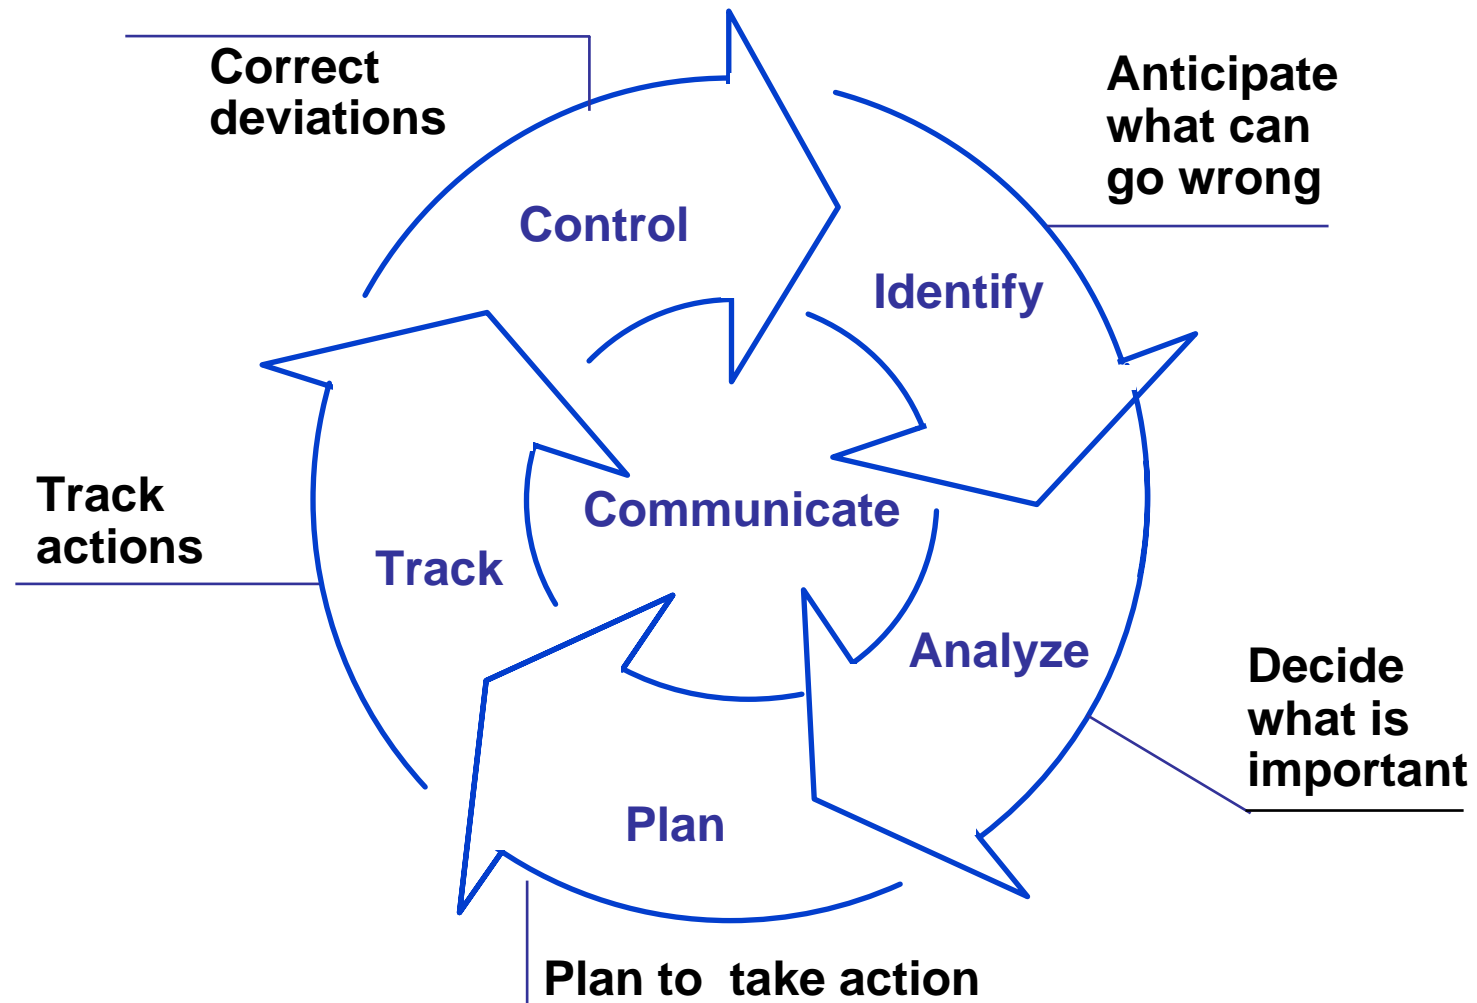 Correct
deviations
Anticipate
what can
go wrong
Control
Identify
Track
actions
Communicate
Track
Analyze
Decide
what is
important
Plan
Plan to  take action